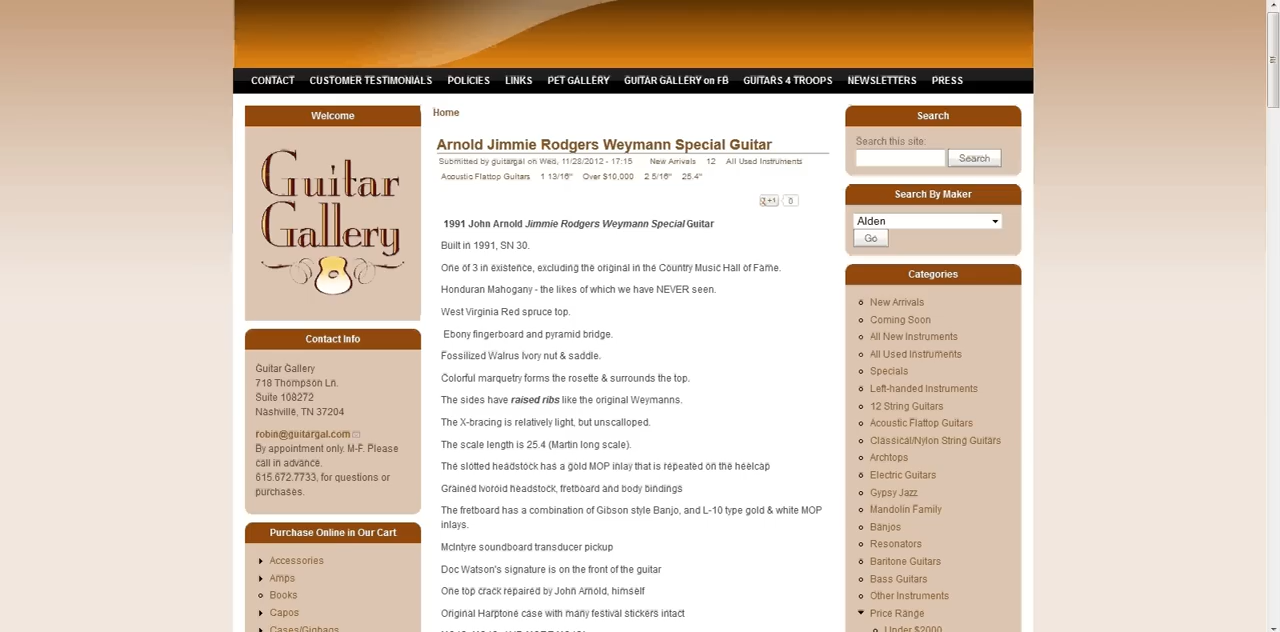 CONTACT CUSTOMER TESTIMONIALS POLICIES LINKS PET GALLERY GUITAR GALLERY on FB GUITARS 4 TROOPS NEWSLETTERS PRESS
Welcome
Guitar
Gallery
Contact Info
Guitar Gallery
718 Thompson Ln.
Suite 108272
Nashville, TN 37204
robin@guitargal.com
By appointment only. M-F. Please
call in advance.
615.672.7733, for questions or
purchases.
Purchase Online in Our Cart
Accessories
Amps
Books
Capos
Cases/Gigbags
Home
Arnold Jimmie Rodgers Weymann Special Guitar
Submitted by guitargal on Wed, 11/28/2012 - 17:15 New Arrivals 12 All Used Instruments
Acoustic Flattop Guitars 1 13/16" Over $10,000 2 5/16" 25.4"
+1 0
1991 John Arnold Jimmie Rodgers Weymann Special Guitar
Built in 1991, SN 30.
One of 3 in existence, excluding the original in the Country Music Hall of Fame.
Honduran Mahogany - the likes of which we have NEVER seen.
West Virginia Red spruce top.
Ebony fingerboard and pyramid bridge.
Fossilized Walrus Ivory nut & saddle.
Colorful marquetry forms the rosette & surrounds the top.
The sides have raised ribs like the original Weymanns.
The X-bracing is relatively light, but unscalloped.
The scale length is 25.4 (Martin long scale).
The slotted headstock has a gold MOP inlay that is repeated on the heelcap
Grained Ivoroid headstock, fretboard and body bindings
The fretboard has a combination of Gibson style Banjo, and L-10 type gold & white MOP
inlays.
McIntyre soundboard transducer pickup
Doc Watson's signature is on the front of the guitar
One top crack repaired by John Arnold, himself
Original Harptone case with many festival stickers intact
Search
Search this site:
Search
Search By Maker
Alden
Go
Categories
New Arrivals
Coming Soon
All New Instruments
All Used Instruments
Specials
Left-handed Instruments
12 String Guitars
Acoustic Flattop Guitars
Classical/Nylon String Guitars
Archtops
Electric Guitars
Gypsy Jazz
Mandolin Family
Banjos
Resonators
Baritone Guitars
Bass Guitars
Other Instruments
Price Range
Under $2000